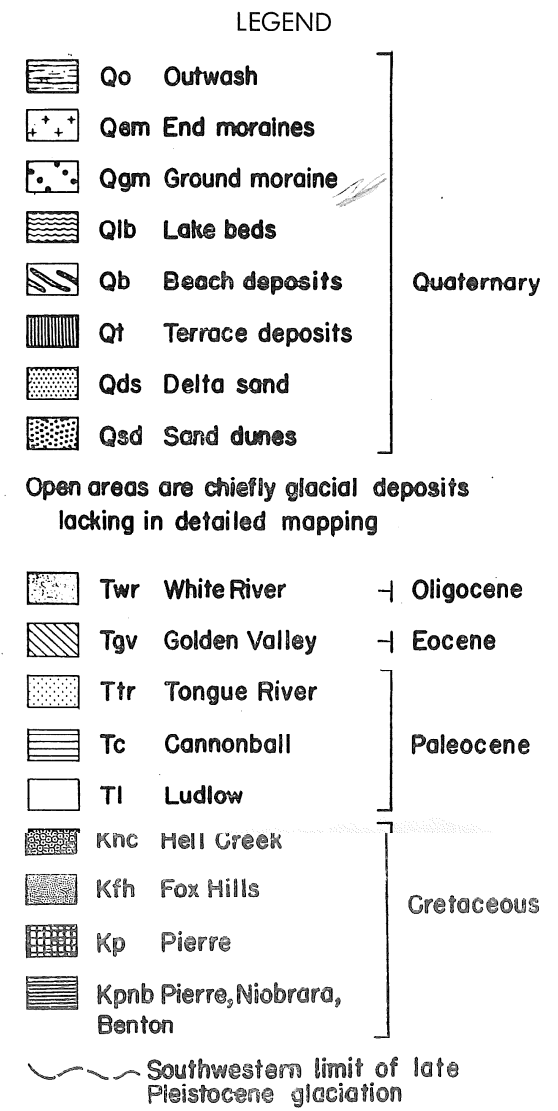 LEGEND
Qo Outwash
Qem End moraines
Qgm Ground moraine
Qlb Lake beds
Qb Beach deposits
Quaternary
Qt Terrace deposits
Qds Delta sand
Qsd Sand dunes
Open areas are chiefly glacial deposits
lacking in detailed mapping
Twr White River Oligocene
Tgv Golden Valley Eocene
Ttr Tongue River
Tc Cannonball Paleocene
Tl Ludlow
Khc Hell Creek
Kfh Fox Hills
Cretaceous
Kp Pierre
Kpnb Pierre, Niobrara,
Benton
Southwestern limit of late
Pleistocene glaciation